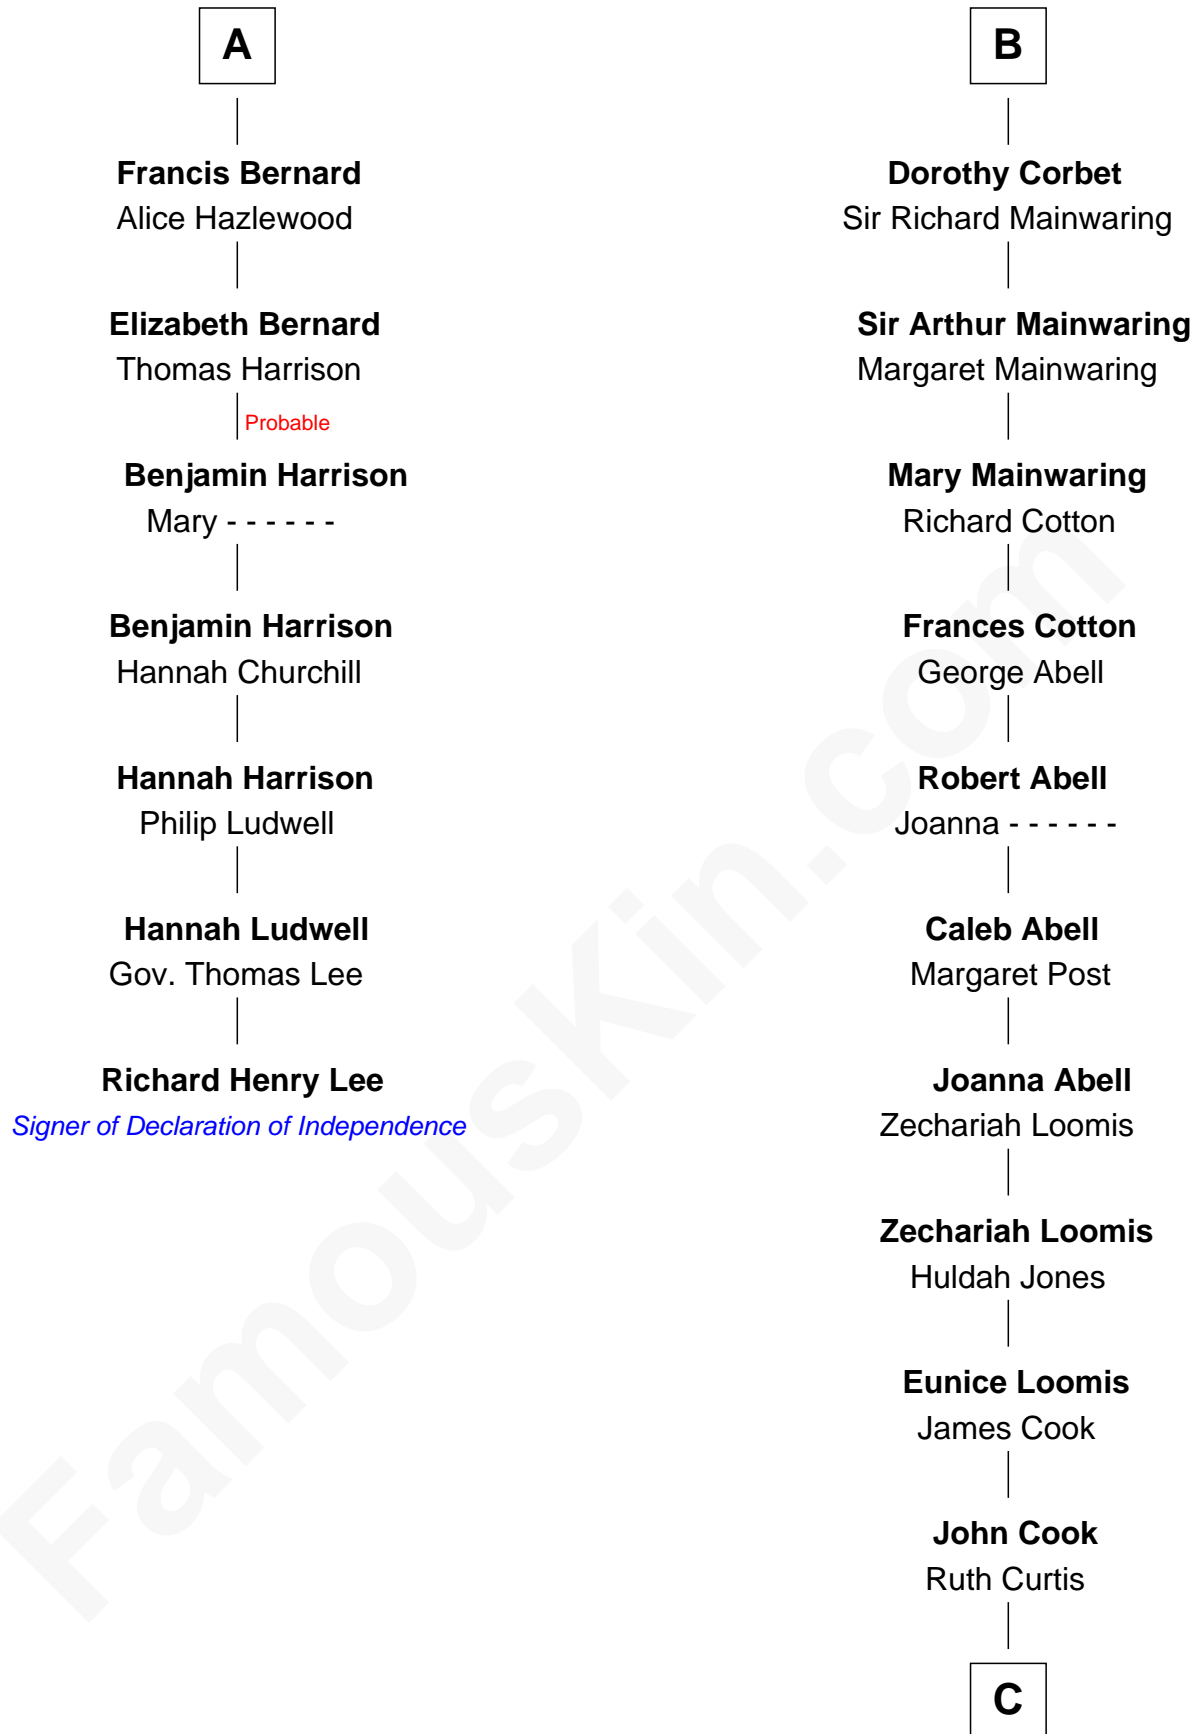 A
Francis Bernard
Alice Hazlewood
Elizabeth Bernard
Thomas Harrison
Probable
Benjamin Harrison
Mary - - - - - -
Benjamin Harrison
Hannah Churchill
Hannah Harrison
Philip Ludwell
Hannah Ludwell
Gov. Thomas Lee
Richard Henry Lee
Signer of Declaration of Independence
B
Dorothy Corbet
Sir Richard Mainwaring
Sir Arthur Mainwaring
Margaret Mainwaring
Mary Mainwaring
Richard Cotton
Frances Cotton
George Abell
Robert Abell
Joanna - - - - - -
Caleb Abell
Margaret Post
Joanna Abell
Zechariah Loomis
Zechariah Loomis
Huldah Jones
Eunice Loomis
James Cook
John Cook
Ruth Curtis
C
FamousKin.com